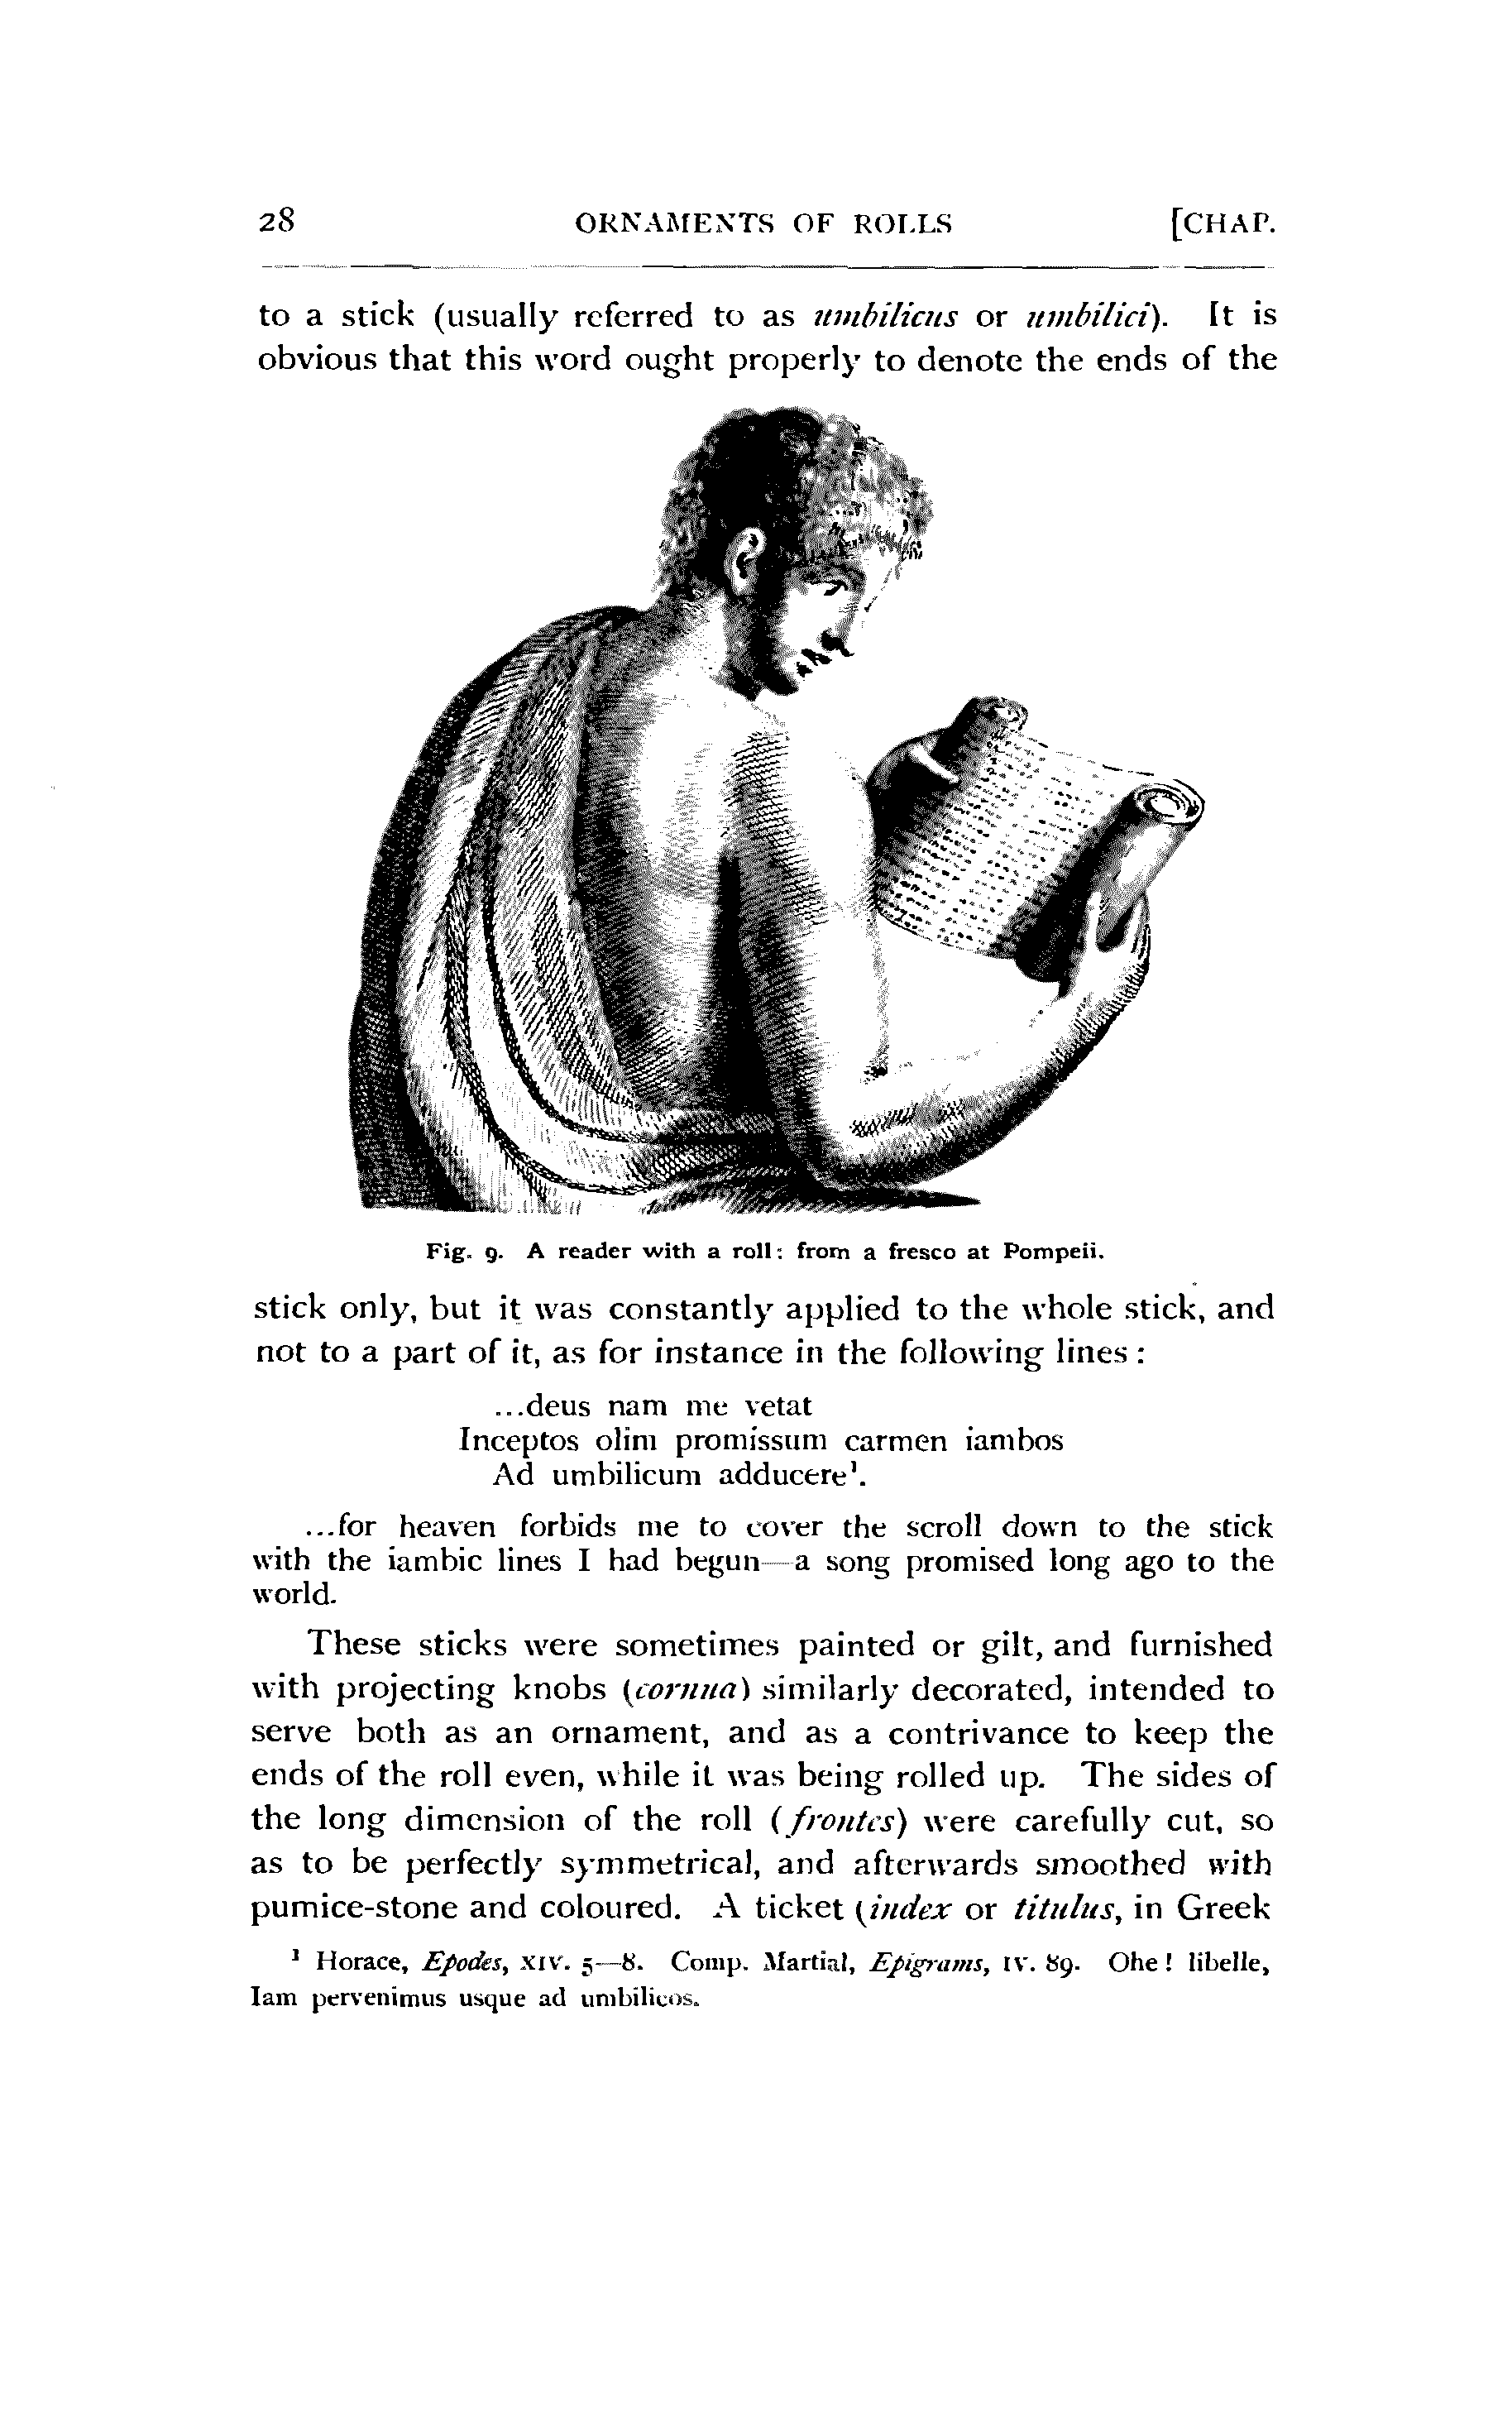 28 ORNAMENTS OF ROLLS [CHAP.
to a stick (usually referred to as umbilicus or umbilici). It is
obvious that this word ought properly to denote the ends of the
Fig. 9. A reader with a roll: from a fresco at Pompeii.
stick only, but it was constantly applied to the whole stick, and
not to a part of it, as for instance in the following lines:
...deus nam me vetat
Inceptos olim promissum carmen iambos
Ad umbilicum adducere¹.
...for heaven forbids me to cover the scroll down to the stick
with the iambic lines I had begun—a song promised long ago to the
world.
These sticks were sometimes painted or gilt, and furnished
with projecting knobs (cornua) similarly decorated, intended to
serve both as an ornament, and as a contrivance to keep the
ends of the roll even, while it was being rolled up. The sides of
the long dimension of the roll (frontes) were carefully cut, so
as to be perfectly symmetrical, and afterwards smoothed with
pumice-stone and coloured. A ticket (index or titulus, in Greek
¹ Horace, Epodes, XIV. 5—8. Comp. Martial, Epigrams, IV. 89. Ohe! libelle,
Iam pervenimus usque ad umbilicos.